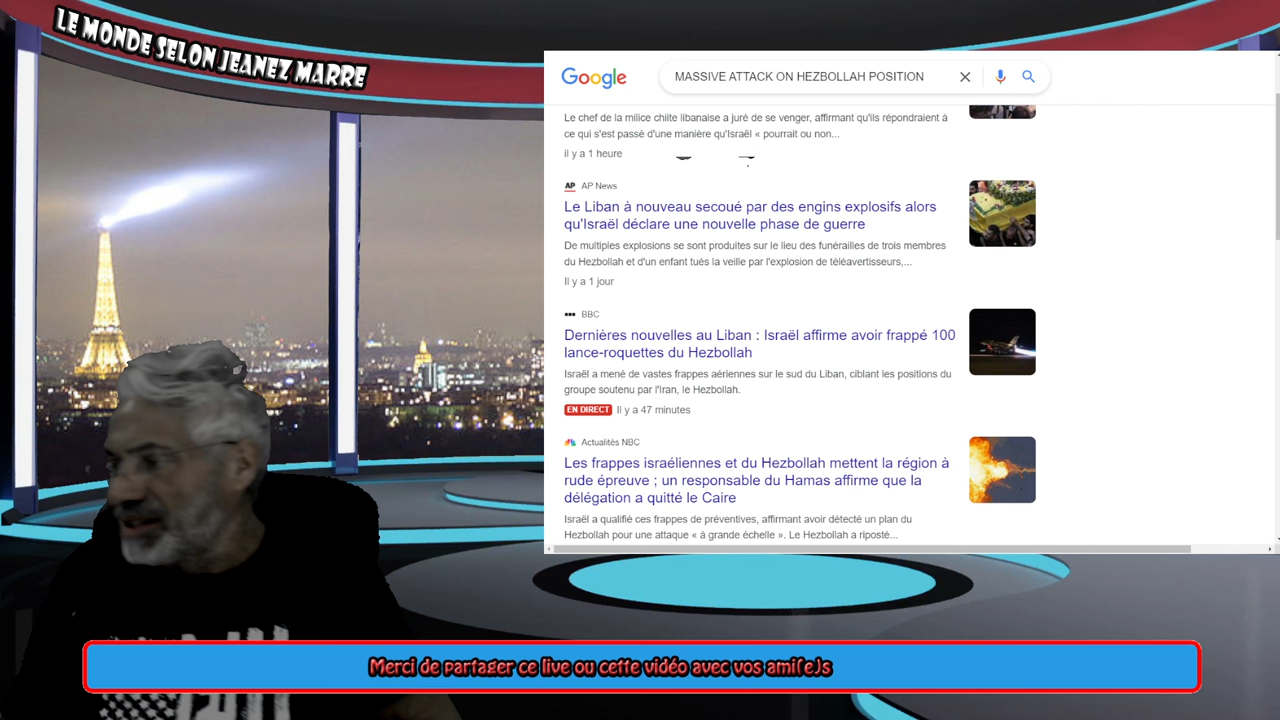 LE MONDE SELON JEANEZ MARRE
Google
MASSIVE ATTACK ON HEZBOLLAH POSITION
Le chef de la milice chiite libanaise a juré de se venger, affirmant qu'ils répondraient à
ce qui s'est passé d'une manière qu'Israël « pourrait ou non...
il y a 1 heure
AP AP News
Le Liban à nouveau secoué par des engins explosifs alors
qu'Israël déclare une nouvelle phase de guerre
De multiples explosions se sont produites sur le lieu des funérailles de trois membres
du Hezbollah et d'un enfant tués la veille par l'explosion de téléavertisseurs,...
Il y a 1 jour
BBC
Dernières nouvelles au Liban : Israël affirme avoir frappé 100
lance-roquettes du Hezbollah
Israël a mené de vastes frappes aériennes sur le sud du Liban, ciblant les positions du
groupe soutenu par l'Iran, le Hezbollah.
EN DIRECT Il y a 47 minutes
Actualités NBC
Les frappes israéliennes et du Hezbollah mettent la région à
rude épreuve ; un responsable du Hamas affirme que la
délégation a quitté le Caire
Israël a qualifié ces frappes de préventives, affirmant avoir détecté un plan du
Hezbollah pour une attaque « à grande échelle ». Le Hezbollah a riposté...
Merci de partager ce live ou cette vidéo avec vos ami(e)s